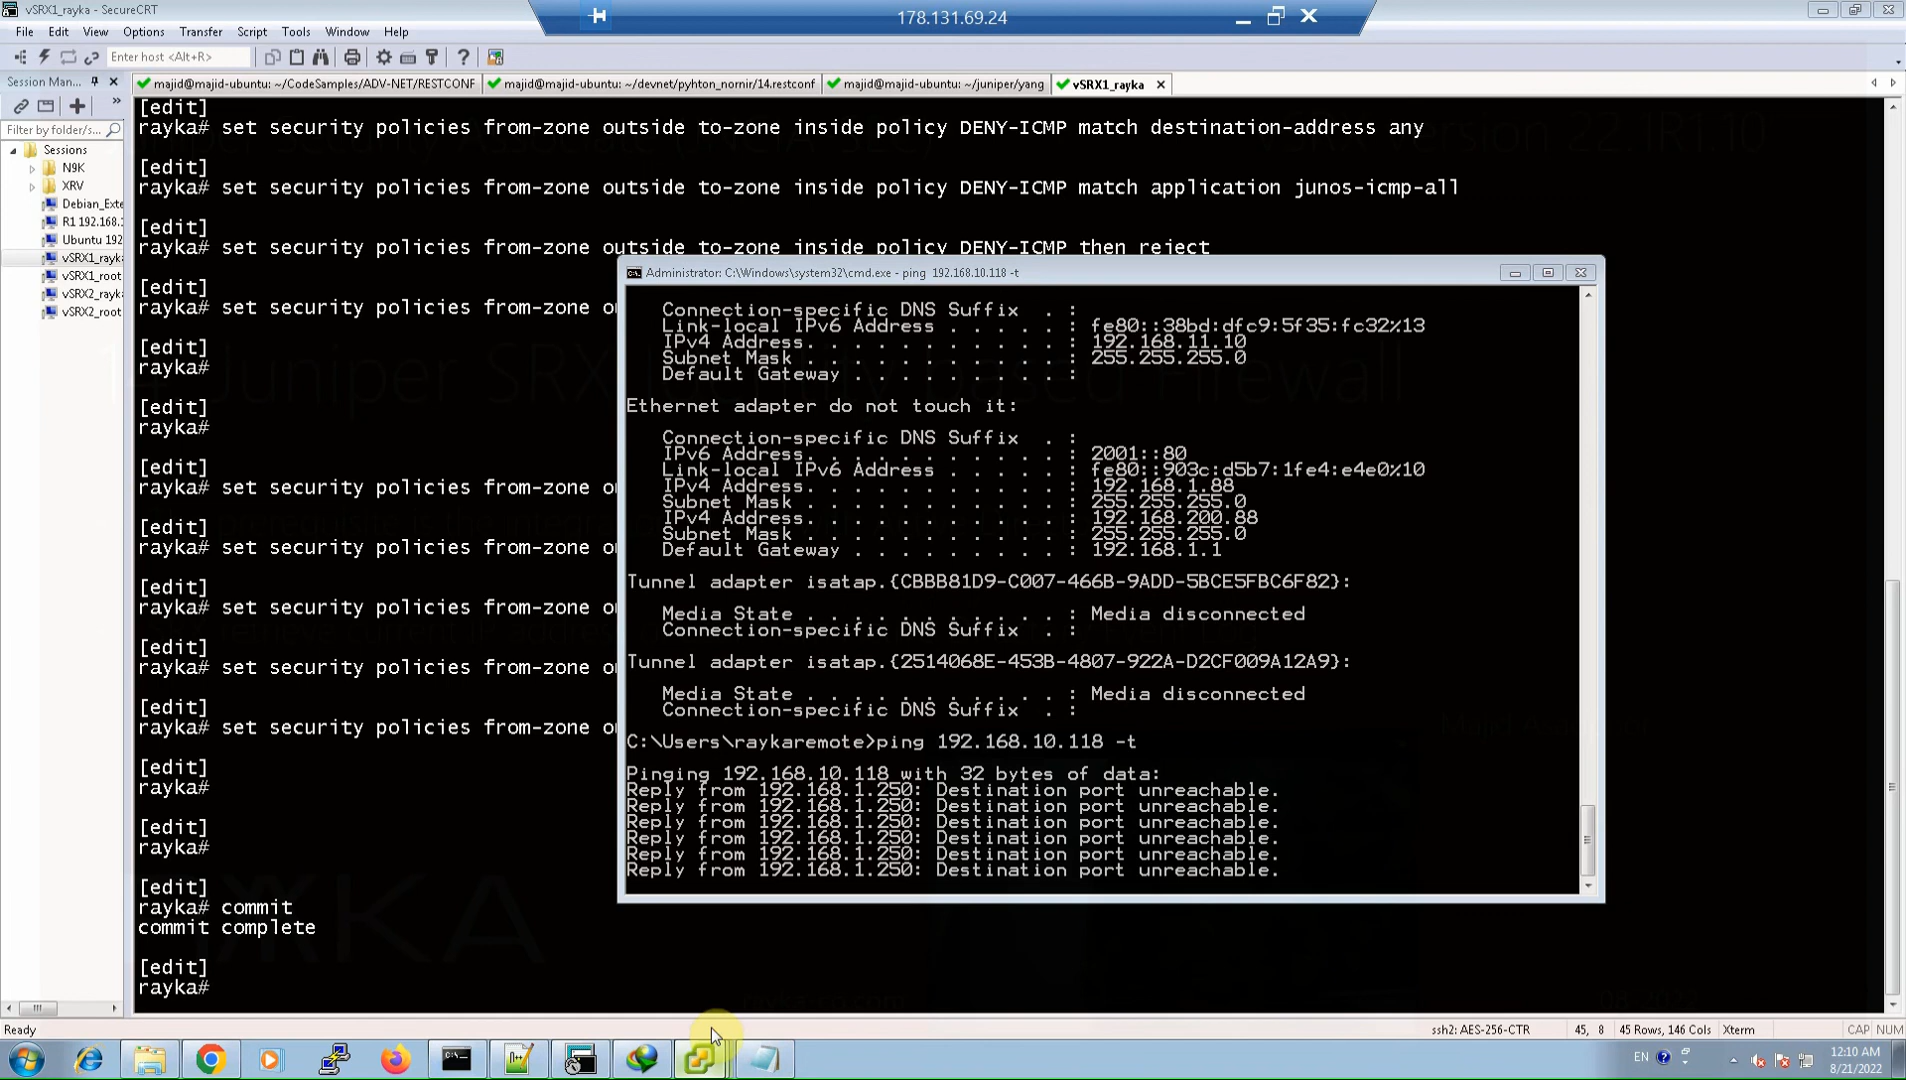 vSRX1_rayka - SecureCRT
178.131.69.24
File Edit View Options Transfer Script Tools Window Help
Enter host <Alt+R>
Session Man...
majid@majid-ubuntu: ~/CodeSamples/ADV-NET/RESTCONF
majid@majid-ubuntu: ~/devnet/pyhton_nornir/14.restconf
majid@majid-ubuntu: ~/juniper/yang
vSRX1_rayka
Filter by folder/s...
Sessions
N9K
XRV
Debian_Exte
R1 192.168.
Ubuntu 192
vSRX1_rayk
vSRX1_root
vSRX2_rayk
vSRX2_root
[edit]
rayka# set security policies from-zone outside to-zone inside policy DENY-ICMP match destination-address any
[edit]
rayka# set security policies from-zone outside to-zone inside policy DENY-ICMP match application junos-icmp-all
[edit]
rayka# set security policies from-zone outside to-zone inside policy DENY-ICMP then reject
[edit]
rayka# set security policies from-zone o
[edit]
rayka#
[edit]
rayka#
[edit]
rayka# set security policies from-zone o
[edit]
rayka# set security policies from-zone o
[edit]
rayka# set security policies from-zone o
[edit]
rayka# set security policies from-zone o
[edit]
rayka# set security policies from-zone o
[edit]
rayka#
[edit]
rayka#
[edit]
rayka# commit
commit complete
[edit]
rayka#
Administrator: C:\Windows\system32\cmd.exe - ping 192.168.10.118 -t
Connection-specific DNS Suffix . :
Link-local IPv6 Address . . . . . : fe80::38bd:dfc9:5f35:fc32%13
IPv4 Address. . . . . . . . . . . : 192.168.11.10
Subnet Mask . . . . . . . . . . . : 255.255.255.0
Default Gateway . . . . . . . . . :
Ethernet adapter do not touch it:
Connection-specific DNS Suffix . :
IPv6 Address. . . . . . . . . . . : 2001::80
Link-local IPv6 Address . . . . . : fe80::903c:d5b7:1fe4:e4e0%10
IPv4 Address. . . . . . . . . . . : 192.168.1.88
Subnet Mask . . . . . . . . . . . : 255.255.255.0
IPv4 Address. . . . . . . . . . . : 192.168.200.88
Subnet Mask . . . . . . . . . . . : 255.255.255.0
Default Gateway . . . . . . . . . : 192.168.1.1
Tunnel adapter isatap.{CBBB81D9-C007-466B-9ADD-5BCE5FBC6F82}:
Media State . . . . . . . . . . . : Media disconnected
Connection-specific DNS Suffix . :
Tunnel adapter isatap.{2514068E-453B-4807-922A-D2CF009A12A9}:
Media State . . . . . . . . . . . : Media disconnected
Connection-specific DNS Suffix . :
C:\Users\raykaremote>ping 192.168.10.118 -t
Pinging 192.168.10.118 with 32 bytes of data:
Reply from 192.168.1.250: Destination port unreachable.
Reply from 192.168.1.250: Destination port unreachable.
Reply from 192.168.1.250: Destination port unreachable.
Reply from 192.168.1.250: Destination port unreachable.
Reply from 192.168.1.250: Destination port unreachable.
Reply from 192.168.1.250: Destination port unreachable.
Ready
ssh2: AES-256-CTR 45, 8 45 Rows, 146 Cols Xterm CAP NUM
EN
12:10 AM
8/21/2022